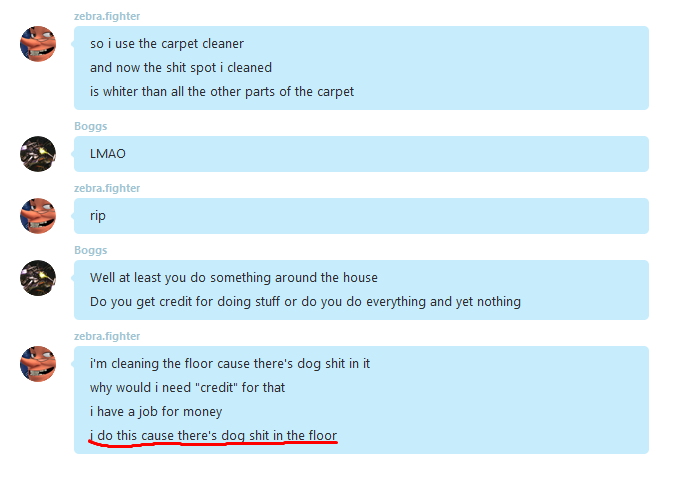 zebra.fighter
so i use the carpet cleaner
and now the shit spot i cleaned
is whiter than all the other parts of the carpet
Boggs
LMAO
zebra.fighter
rip
Boggs
Well at least you do something around the house
Do you get credit for doing stuff or do you do everything and yet nothing
zebra.fighter
i'm cleaning the floor cause there's dog shit in it
why would i need "credit" for that
i have a job for money
i do this cause there's dog shit in the floor